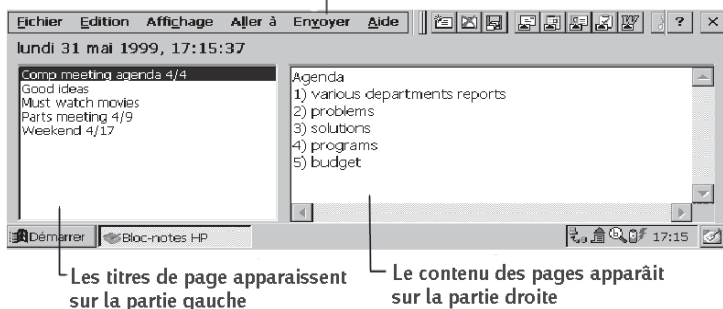 Fichier Edition Affichage Aller à Envoyer Aide ? ×
lundi 31 mai 1999, 17:15:37
Comp meeting agenda 4/4
Good ideas
Must watch movies
Parts meeting 4/9
Weekend 4/17
Agenda
1) various departments reports
2) problems
3) solutions
4) programs
5) budget
Démarrer Bloc-notes HP 17:15
Les titres de page apparaissent
sur la partie gauche
Le contenu des pages apparâit
sur la partie droite